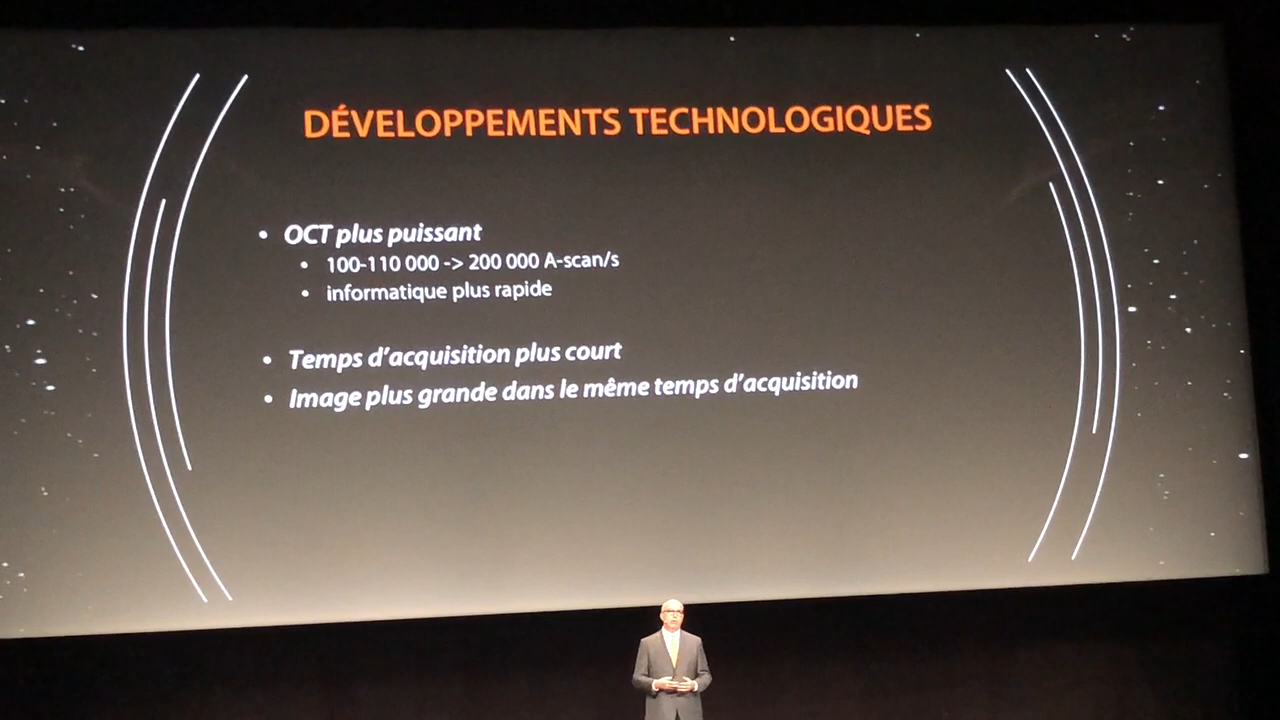 DÉVELOPPEMENTS TECHNOLOGIQUES
• OCT plus puissant
• 100-110 000 -> 200 000 A-scan/s
• informatique plus rapide
• Temps d’acquisition plus court
• Image plus grande dans le même temps d’acquisition